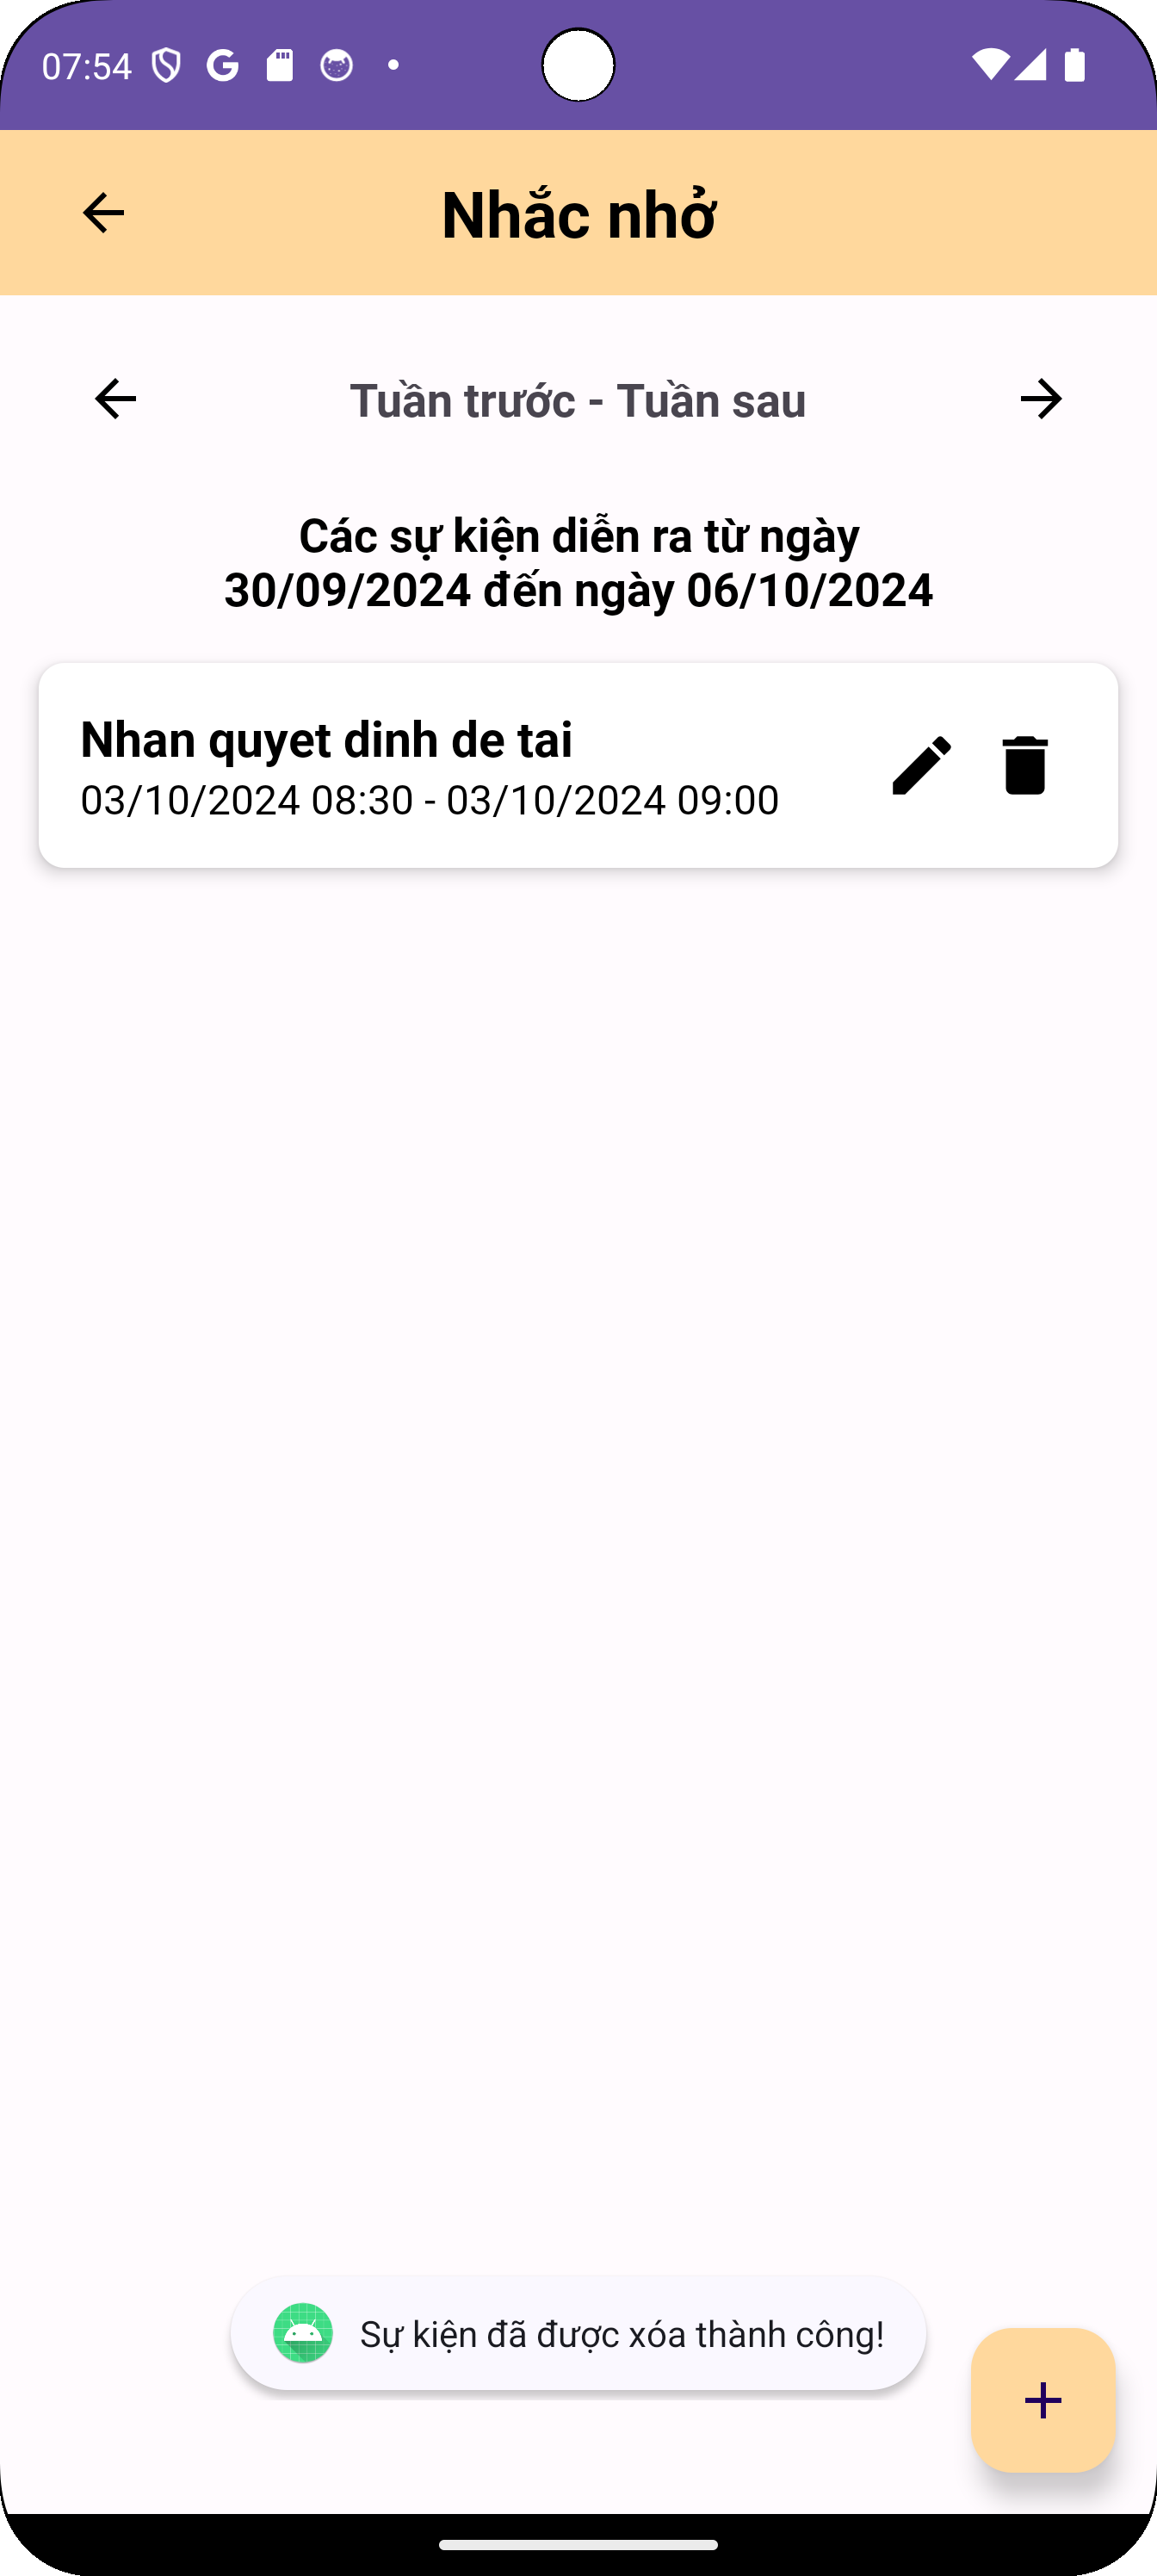 07:54
Nhắc nhở
Tuần trước - Tuần sau
Các sự kiện diễn ra từ ngày
30/09/2024 đến ngày 06/10/2024
Nhan quyet dinh de tai
03/10/2024 08:30 - 03/10/2024 09:00
Sự kiện đã được xóa thành công!